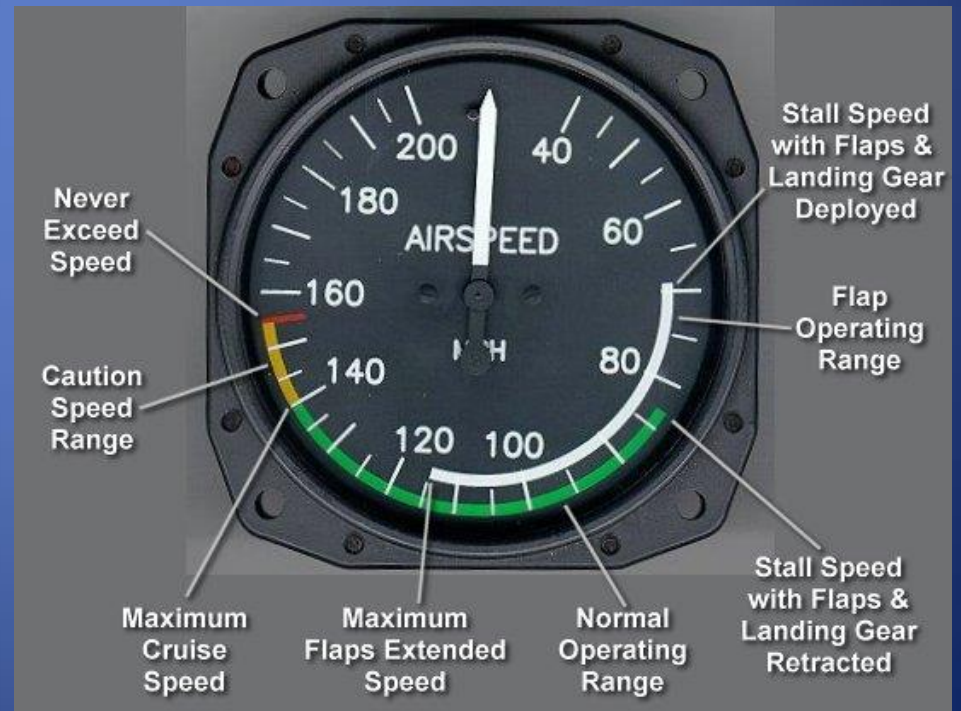 Stall Speed
with Flaps &
Landing Gear
Deployed
Never
Exceed
Speed
200
40
180
60
AIRSPEED
160
Flap
Operating
Range
MPH
80
Caution
Speed
Range
140
120
100
Maximum
Cruise
Speed
Maximum
Flaps Extended
Speed
Normal
Operating
Range
Stall Speed
with Flaps &
Landing Gear
Retracted